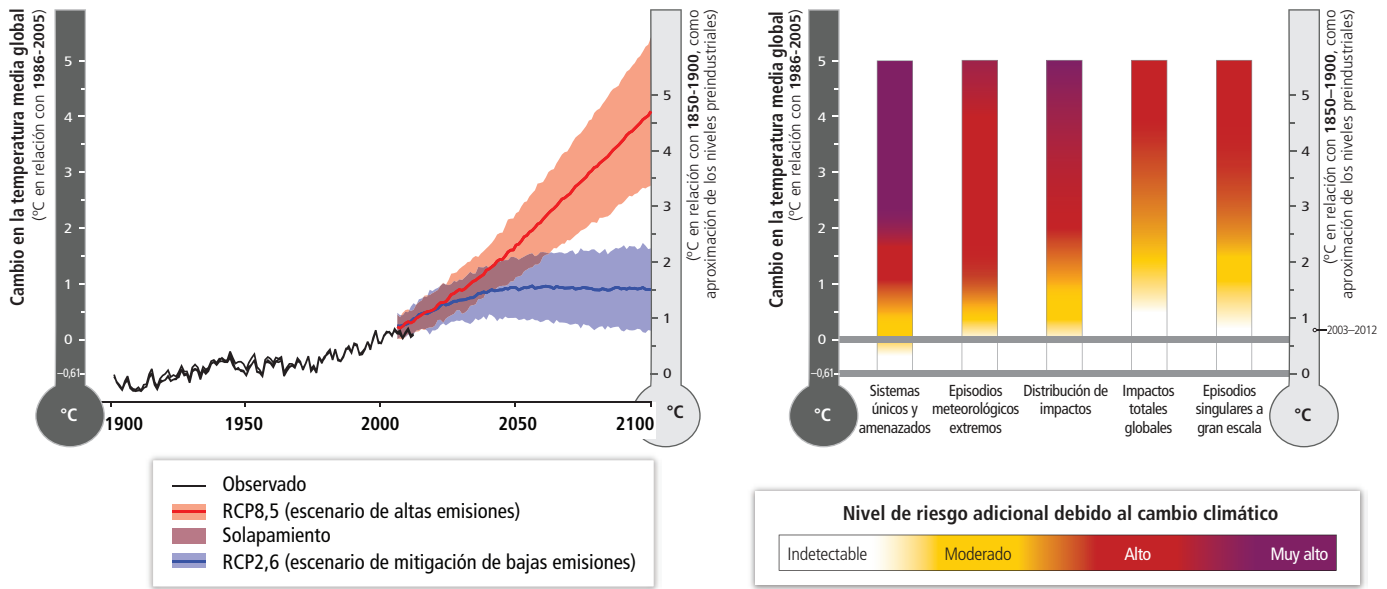 Cambio en la temperatura media global
(°C en relación con 1986-2005)
5
4
3
2
1
0
–0,61
°C
5
4
3
2
1
0
°C
(°C en relación con 1850-1900, como
aproximación de los niveles preindustriales)
1900
1950
2000
2050
2100
Observado
RCP8,5 (escenario de altas emisiones)
Solapamiento
RCP2,6 (escenario de mitigación de bajas emisiones)
Cambio en la temperatura media global
(°C en relación con 1986-2005)
5
4
3
2
1
0
–0,61
°C
Sistemas
únicos y
amenazados
Episodios
meteorológicos
extremos
Distribución de
impactos
Impactos
totales
globales
Episodios
singulares a
gran escala
5
4
3
2
1
0
°C
2003–2012
(°C en relación con 1850–1900, como
aproximación de los niveles preindustriales)
Nivel de riesgo adicional debido al cambio climático
Indetectable Moderado Alto Muy alto